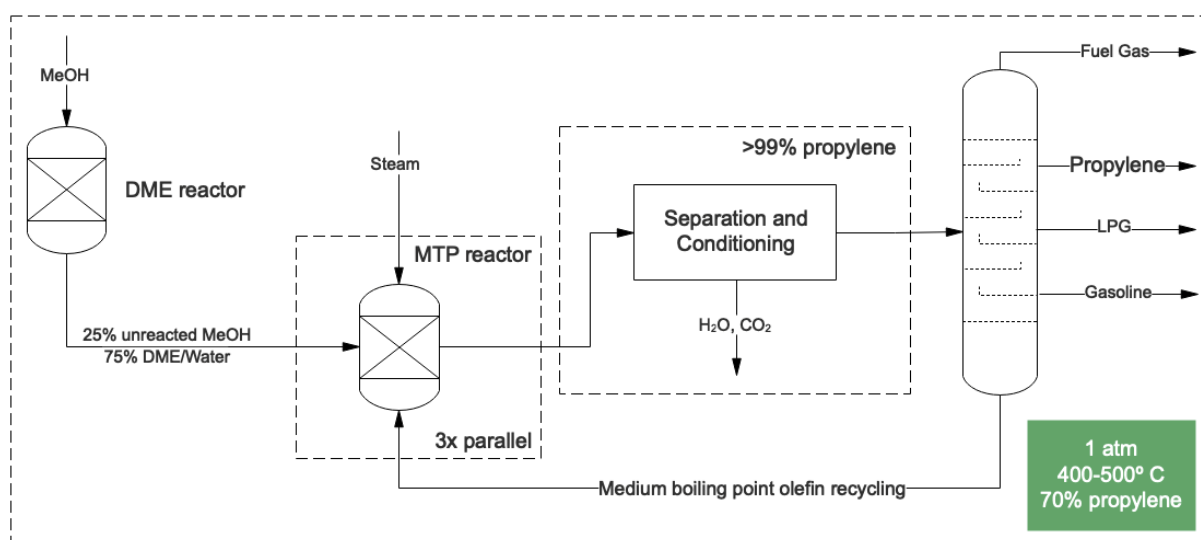 MeOH
DME reactor
25% unreacted MeOH
75% DME/Water
Steam
MTP reactor
3x parallel
>99% propylene
Separation and
Conditioning
H₂O, CO₂
Fuel Gas
Propylene
LPG
Gasoline
Medium boiling point olefin recycling
1 atm
400-500º C
70% propylene